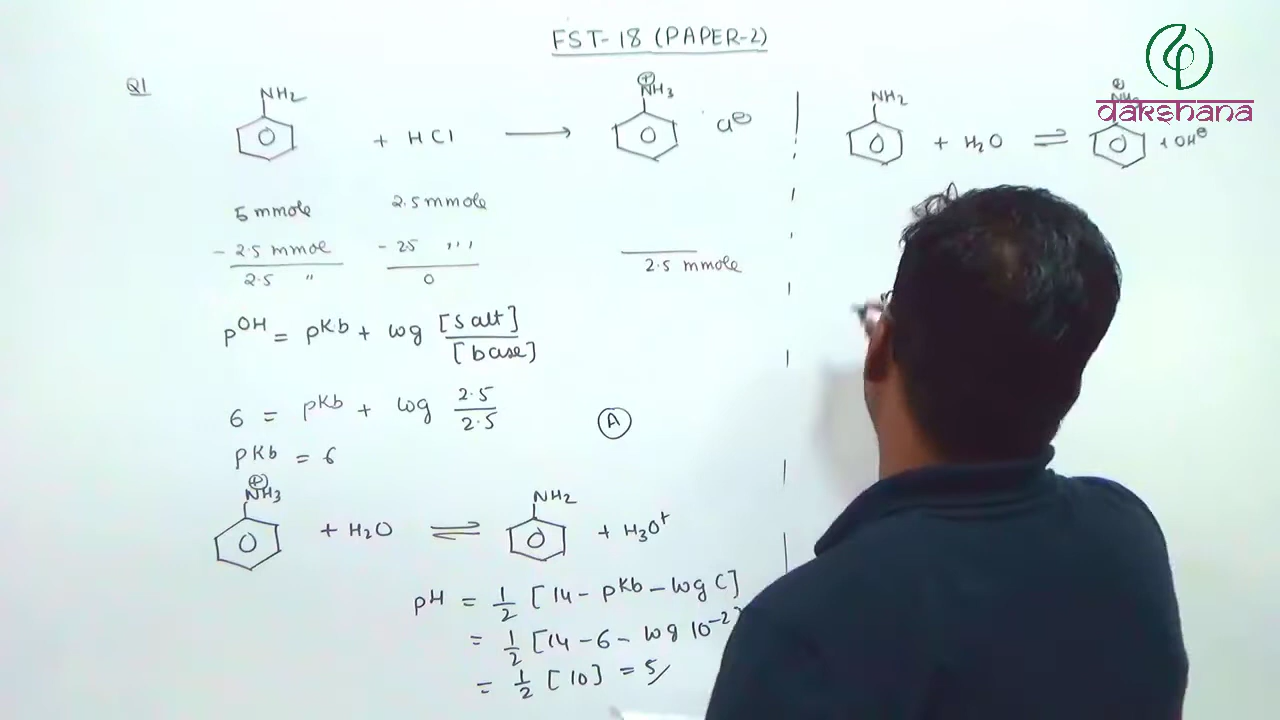 FST-18 (PAPER-2)
dakshana
Q1
NH2 + HCl ⟶ ⊕NH3 Cl⊖
5 mmole 2.5 mmole
- 2.5 mmole - 25 ,,,
2.5 " 0 2.5 mmole
pOH = pKb + log [salt]/[base]
6 = pKb + log 2.5/2.5
pKb = 6
A
⊕NH3 + H2O ⇌ NH2 + H3O+
pH = 1/2 [14 - pKb - log C]
= 1/2 [14 - 6 - log 10-2]
= 1/2 [10] = 5/
NH2 + H2O ⇌ ⊕ + OH⊖